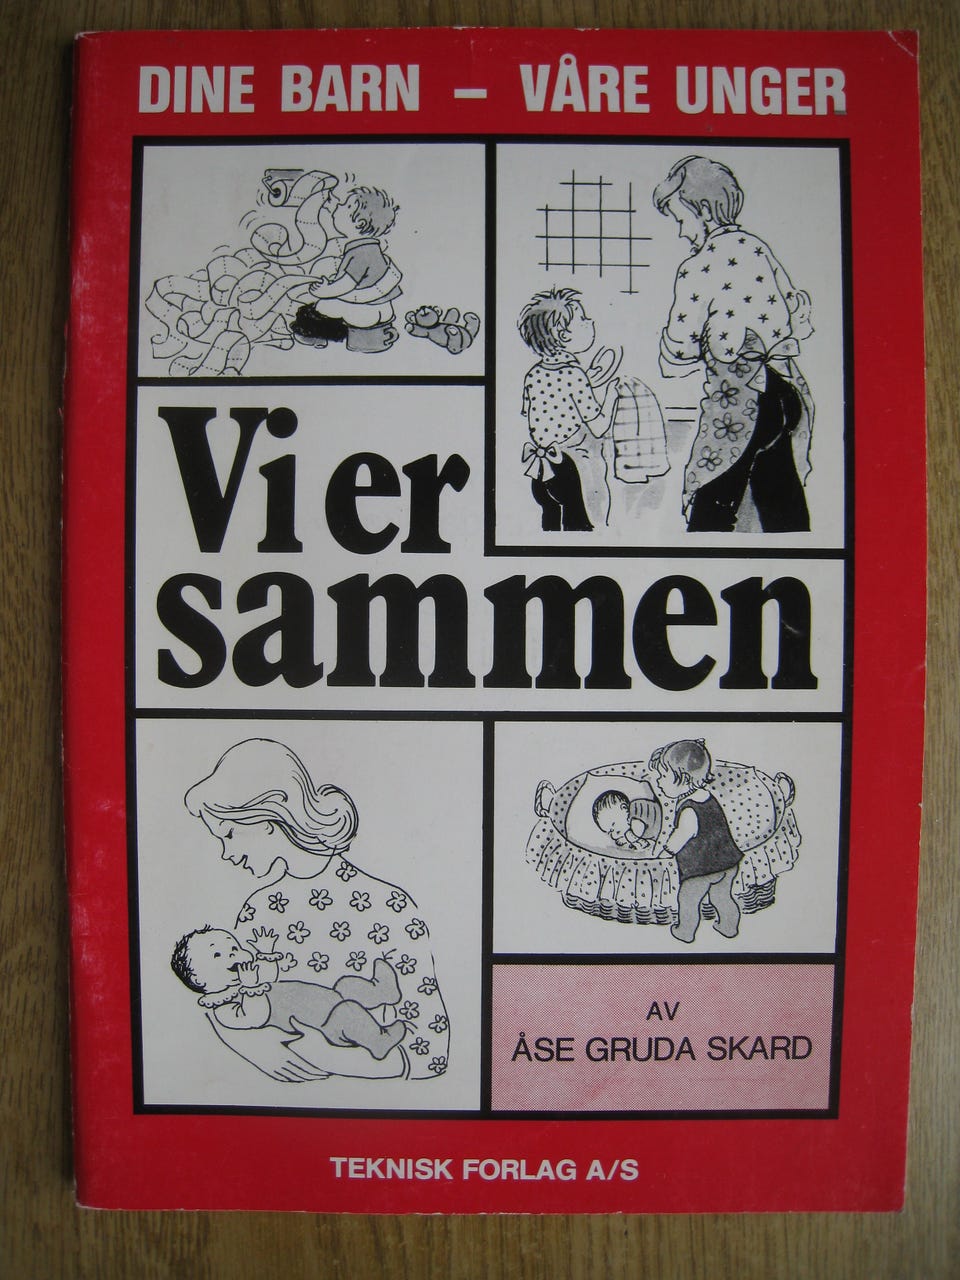 DINE BARN – VÅRE UNGER
Vi er
sammen
AV
ÅSE GRUDA SKARD
TEKNISK FORLAG A/S